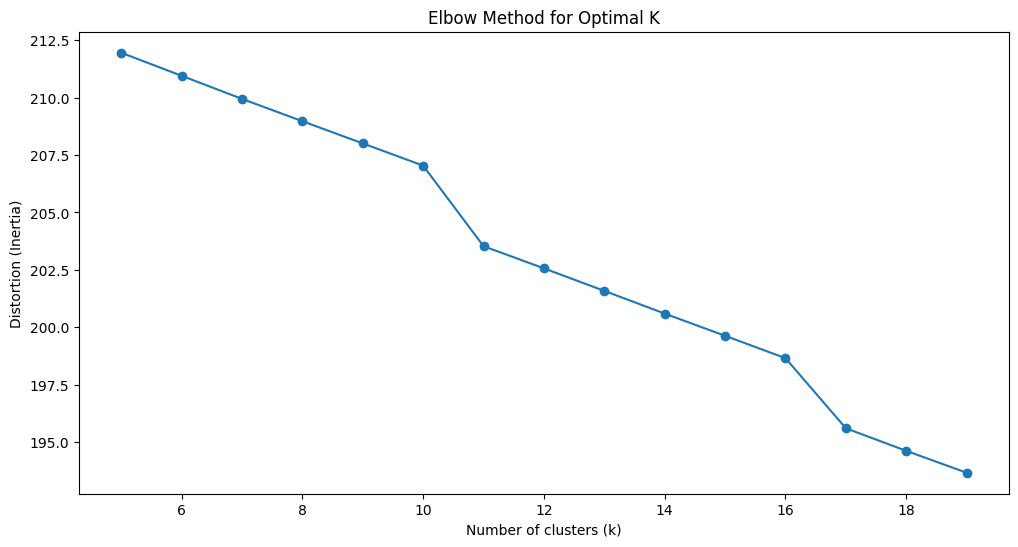 Elbow Method for Optimal K
212.5
210.0
207.5
205.0
202.5
200.0
197.5
195.0
Distortion (Inertia)
6 8 10 12 14 16 18
Number of clusters (k)